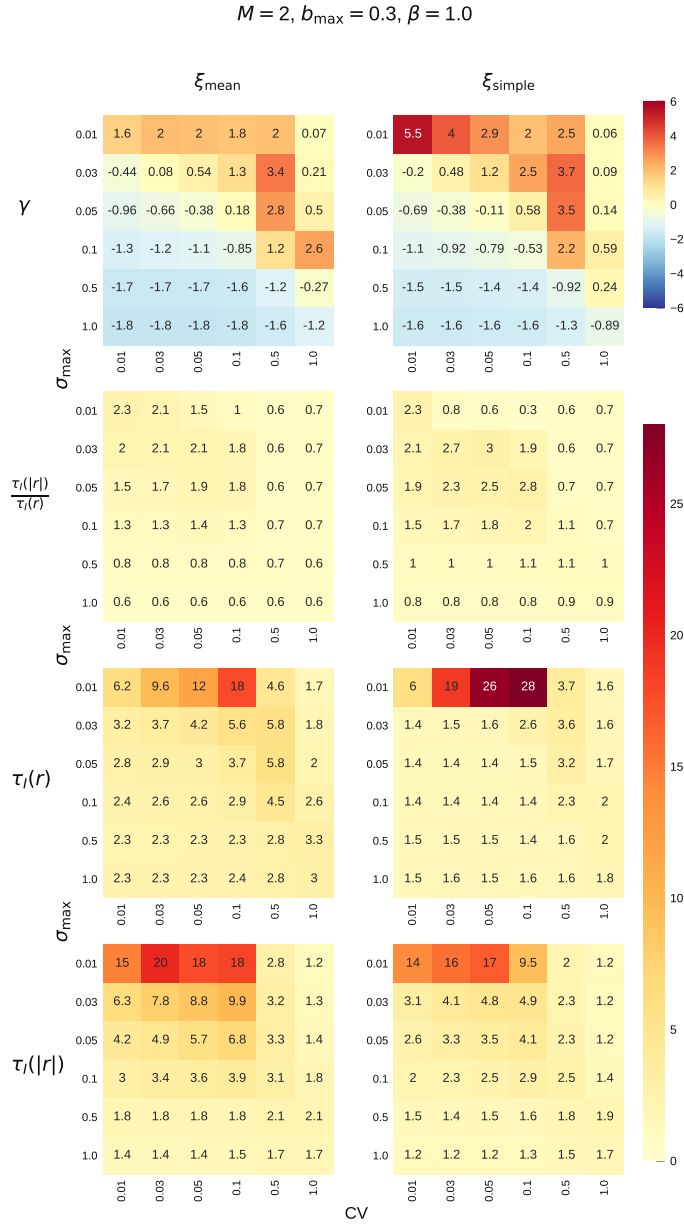 M = 2, b_max = 0.3, β = 1.0
ξ_mean ξ_simple
γ
0.01 1.6 2 2 1.8 2 0.07 0.01 5.5 4 2.9 2 2.5 0.06 6
0.03 -0.44 0.08 0.54 1.3 3.4 0.21 0.03 -0.2 0.48 1.2 2.5 3.7 0.09 4
0.05 -0.96 -0.66 -0.38 0.18 2.8 0.5 0.05 -0.69 -0.38 -0.11 0.58 3.5 0.14 2 0
0.1 -1.3 -1.2 -1.1 -0.85 1.2 2.6 0.1 -1.1 -0.92 -0.79 -0.53 2.2 0.59 −2
0.5 -1.7 -1.7 -1.7 -1.6 -1.2 -0.27 0.5 -1.5 -1.5 -1.4 -1.4 -0.92 0.24 −4
1.0 -1.8 -1.8 -1.8 -1.8 -1.6 -1.2 1.0 -1.6 -1.6 -1.6 -1.6 -1.3 -0.89 −6
σ_max 0.01 0.03 0.05 0.1 0.5 1.0 0.01 0.03 0.05 0.1 0.5 1.0
τ_I(|r|)
τ_I(r)
0.01 2.3 2.1 1.5 1 0.6 0.7 0.01 2.3 0.8 0.6 0.3 0.6 0.7
0.03 2 2.1 2.1 1.8 0.6 0.7 0.03 2.1 2.7 3 1.9 0.6 0.7
0.05 1.5 1.7 1.9 1.8 0.6 0.7 0.05 1.9 2.3 2.5 2.8 0.7 0.7 25
0.1 1.3 1.3 1.4 1.3 0.7 0.7 0.1 1.5 1.7 1.8 2 1.1 0.7
0.5 0.8 0.8 0.8 0.8 0.7 0.6 0.5 1 1 1 1.1 1.1 1
1.0 0.6 0.6 0.6 0.6 0.6 0.6 1.0 0.8 0.8 0.8 0.8 0.9 0.9
σ_max 0.01 0.03 0.05 0.1 0.5 1.0 0.01 0.03 0.05 0.1 0.5 1.0 20
τ_I(r)
0.01 6.2 9.6 12 18 4.6 1.7 0.01 6 19 26 28 3.7 1.6
0.03 3.2 3.7 4.2 5.6 5.8 1.8 0.03 1.4 1.5 1.6 2.6 3.6 1.6
0.05 2.8 2.9 3 3.7 5.8 2 0.05 1.4 1.4 1.4 1.5 3.2 1.7 15
0.1 2.4 2.6 2.6 2.9 4.5 2.6 0.1 1.4 1.4 1.4 1.4 2.3 2
0.5 2.3 2.3 2.3 2.3 2.8 3.3 0.5 1.4 1.5 1.5 1.4 1.6 2
1.0 2.3 2.3 2.3 2.4 2.8 3 1.0 1.5 1.6 1.5 1.6 1.6 1.8 10
σ_max 0.01 0.03 0.05 0.1 0.5 1.0 0.01 0.03 0.05 0.1 0.5 1.0
τ_I(|r|)
0.01 15 20 18 18 2.8 1.2 0.01 14 16 17 9.5 2 1.2
0.03 6.3 7.8 8.8 9.9 3.2 1.3 0.03 3.1 4.1 4.8 4.9 2.3 1.2
0.05 4.2 4.9 5.7 6.8 3.3 1.4 0.05 2.6 3.3 3.5 4.1 2.3 1.2 5
0.1 3 3.4 3.6 3.9 3.1 1.8 0.1 2 2.3 2.5 2.9 2.5 1.4
0.5 1.8 1.8 1.8 1.8 2.1 2.1 0.5 1.5 1.4 1.5 1.6 1.8 1.9
1.0 1.4 1.4 1.4 1.5 1.7 1.7 1.0 1.2 1.2 1.2 1.3 1.5 1.7 0
0.01 0.03 0.05 0.1 0.5 1.0 0.01 0.03 0.05 0.1 0.5 1.0
CV